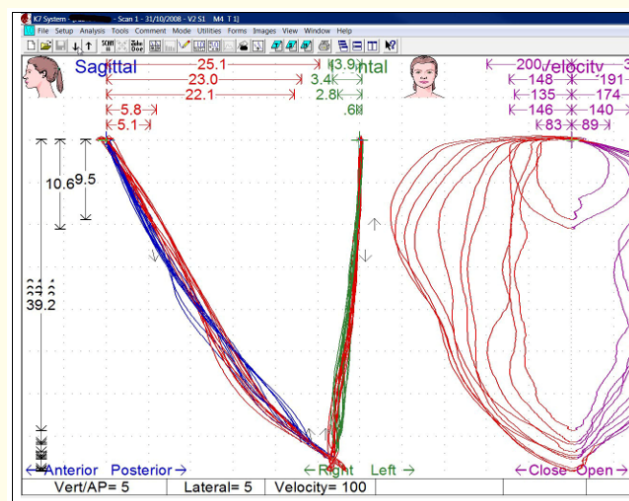 K7 System - Scan 1 - 31/10/2008 - V2 S1 M4 T 1]
File Setup Analysis Tools Comment Mode Utilities Forms Images View Window Help
Sagittal ntal Velocity
25.1 3.9 200
23.0 3.4 148 191
22.1 2.8 135 174
5.8 .6 146 140
5.1 83 89
10.6 9.5
39.2
Anterior Posterior Right Left Close Open
Vert/AP= 5 Lateral= 5 Velocity= 100